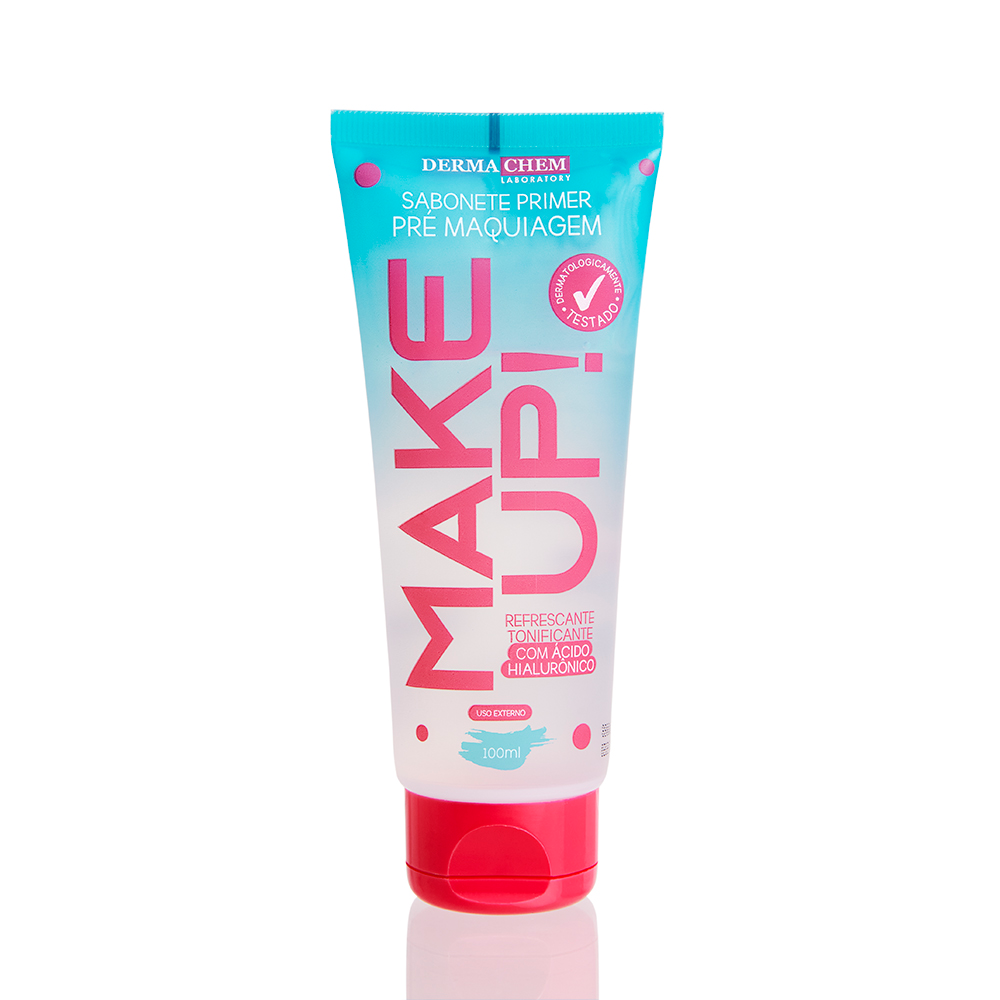 DERMA CHEM
LABORATORY
SABONETE PRIMER
PRÉ MAQUIAGEM
DERMATOLOGICAMENTE
TESTADO
MAKE
UP!
REFRESCANTE
TONIFICANTE
COM ÁCIDO
HIALURÔNICO
USO EXTERNO
100ml